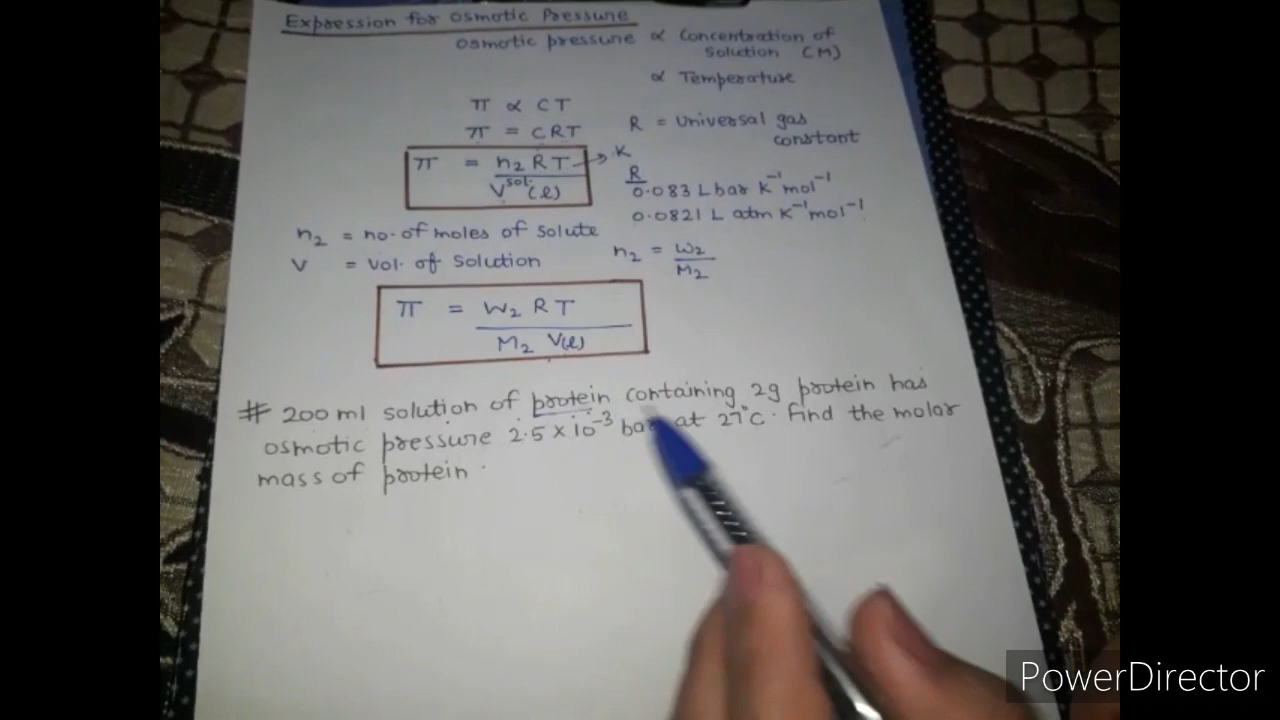 Expression for Osmotic Pressure
Osmotic pressure ∝ Concentration of
Solution (M)
∝ Temperature
π ∝ CT
π = CRT
R = Universal gas
constant
π = n₂ RT → K
Vˢᵒˡ·(l)
R
0.083 L bar K⁻¹ mol⁻¹
0.0821 L atm K⁻¹ mol⁻¹
n₂ = no. of moles of solute
V = Vol. of Solution
n₂ = W₂
M₂
π = W₂ RT
M₂ V(l)
# 200 ml solution of protein containing 2g protein has
osmotic pressure 2.5 × 10⁻³ bar at 27°C. Find the molar
mass of protein.
PowerDirector